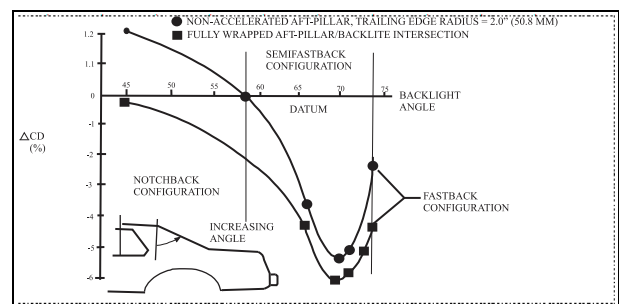 NON-ACCELERATED AFT-PILLAR, TRAILING EDGE RADIUS = 2.0" (50.8 MM)
FULLY WRAPPED AFT-PILLAR/BACKLITE INTERSECTION
SEMIFASTBACK
CONFIGURATION
1.2
1.1
0
-1
-2
1.1
-3
-4
-5
-6
45
50
55
60
65
70
75
DATUM
BACKLIGHT
ANGLE
△CD
(%)
NOTCHBACK
CONFIGURATION
INCREASING
ANGLE
FASTBACK
CONFIGURATION